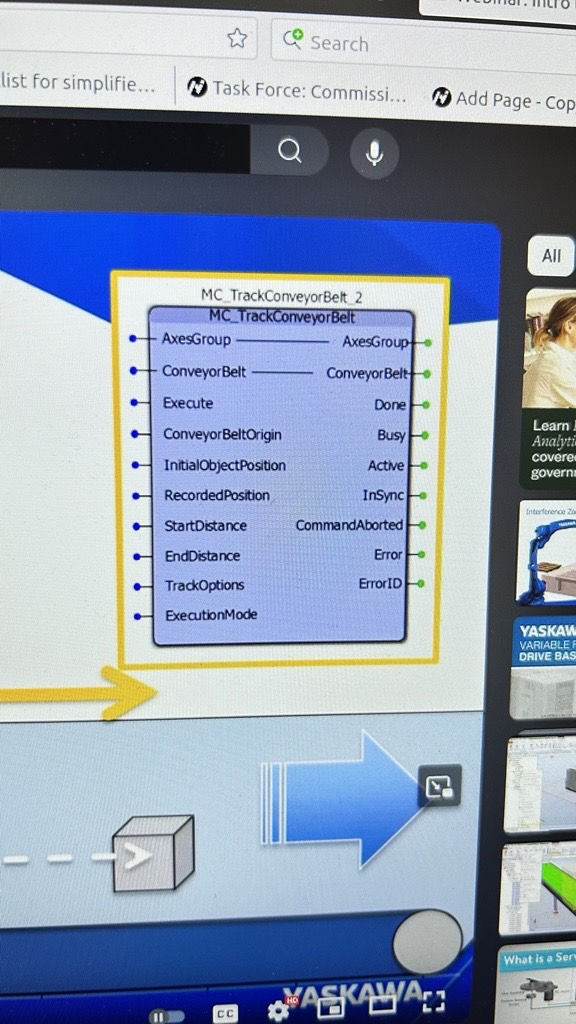 Search
list for simplifie...
Task Force: Commissi...
Add Page - Cop
All
MC_TrackConveyorBelt_2
MC_TrackConveyorBelt
AxesGroup AxesGroup
ConveyorBelt ConveyorBelt
Execute Done
ConveyorBeltOrigin Busy
InitialObjectPosition Active
RecordedPosition InSync
StartDistance CommandAborted
EndDistance Error
TrackOptions ErrorID
ExecutionMode
Learn
Analyti
covere
govern
Interference Zo
YASKAW
VARIABLE F
DRIVE BAS
What is a Ser
YASKAWA
CC
HD